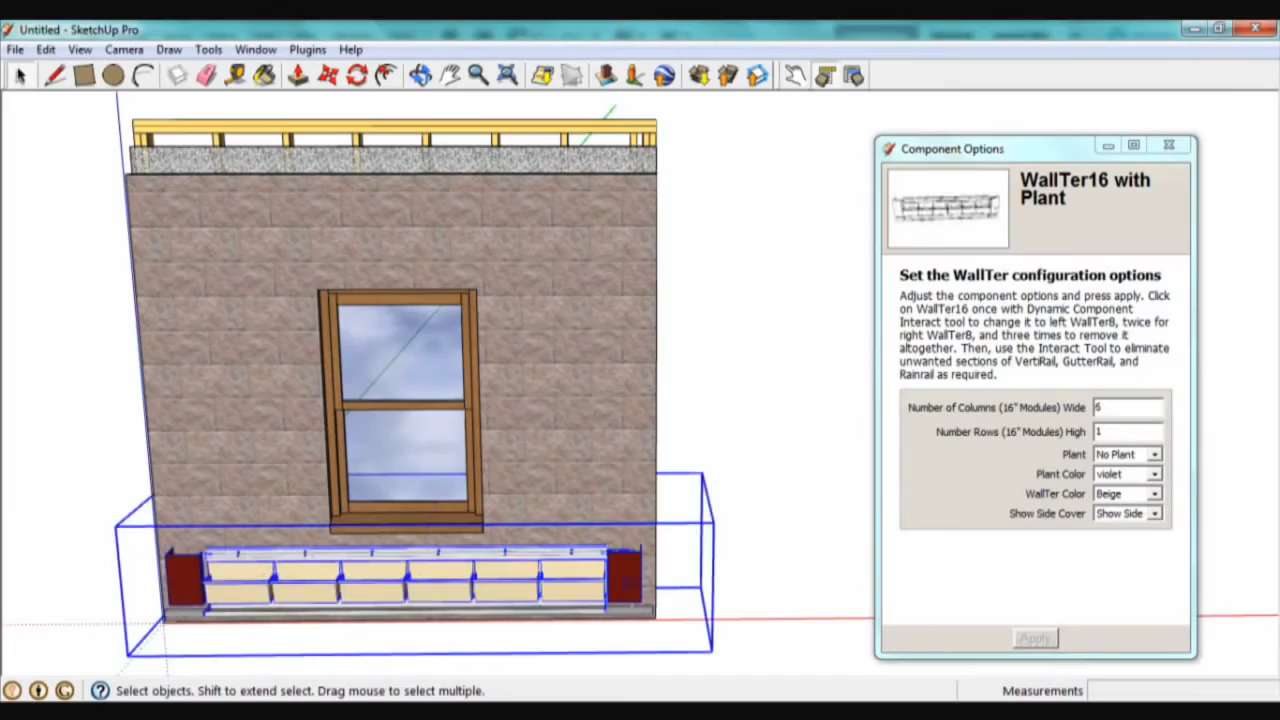 Untitled - SketchUp Pro
File Edit View Camera Draw Tools Window Plugins Help
Component Options
WallTer16 with
Plant
Set the WallTer configuration options
Adjust the component options and press apply. Click
on WallTer16 once with Dynamic Component
Interact tool to change it to left WallTer8, twice for
right WallTer8, and three times to remove it
altogether. Then, use the Interact Tool to eliminate
unwanted sections of VertiRail, GutterRail, and
Rainrail as required.
Number of Columns (16" Modules) Wide 6
Number Rows (16" Modules) High 1
Plant No Plant
Plant Color violet
WallTer Color Beige
Show Side Cover Show Side
Apply
Select objects. Shift to extend select. Drag mouse to select multiple.
Measurements